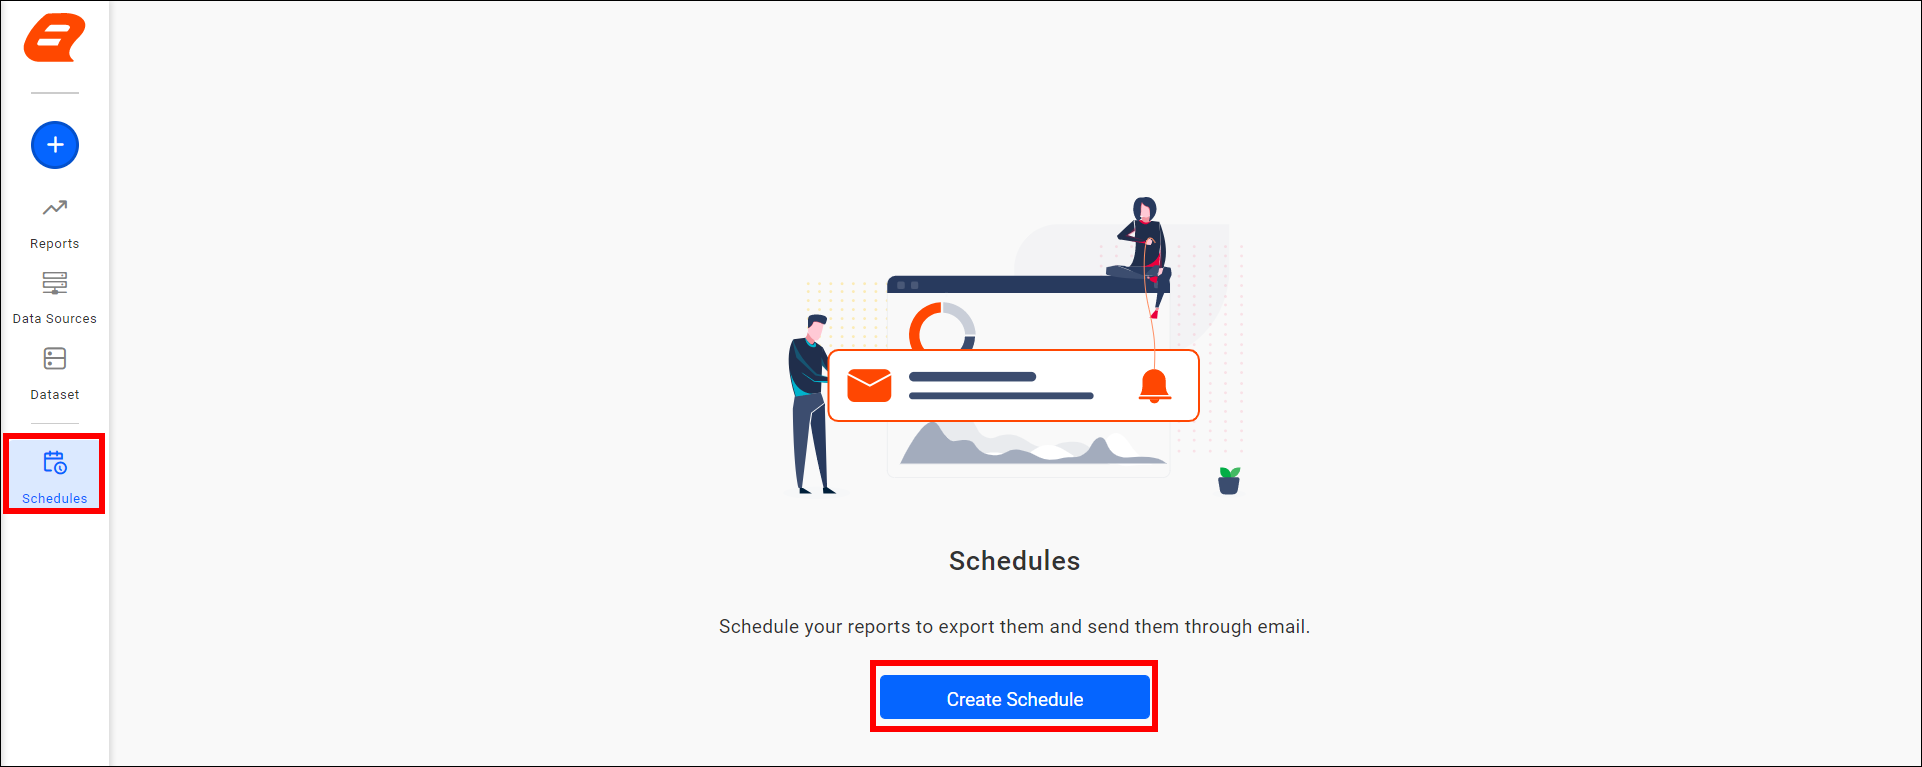 Reports
Data Sources
Dataset
Schedules
Schedules
Schedule your reports to export them and send them through email.
Create Schedule